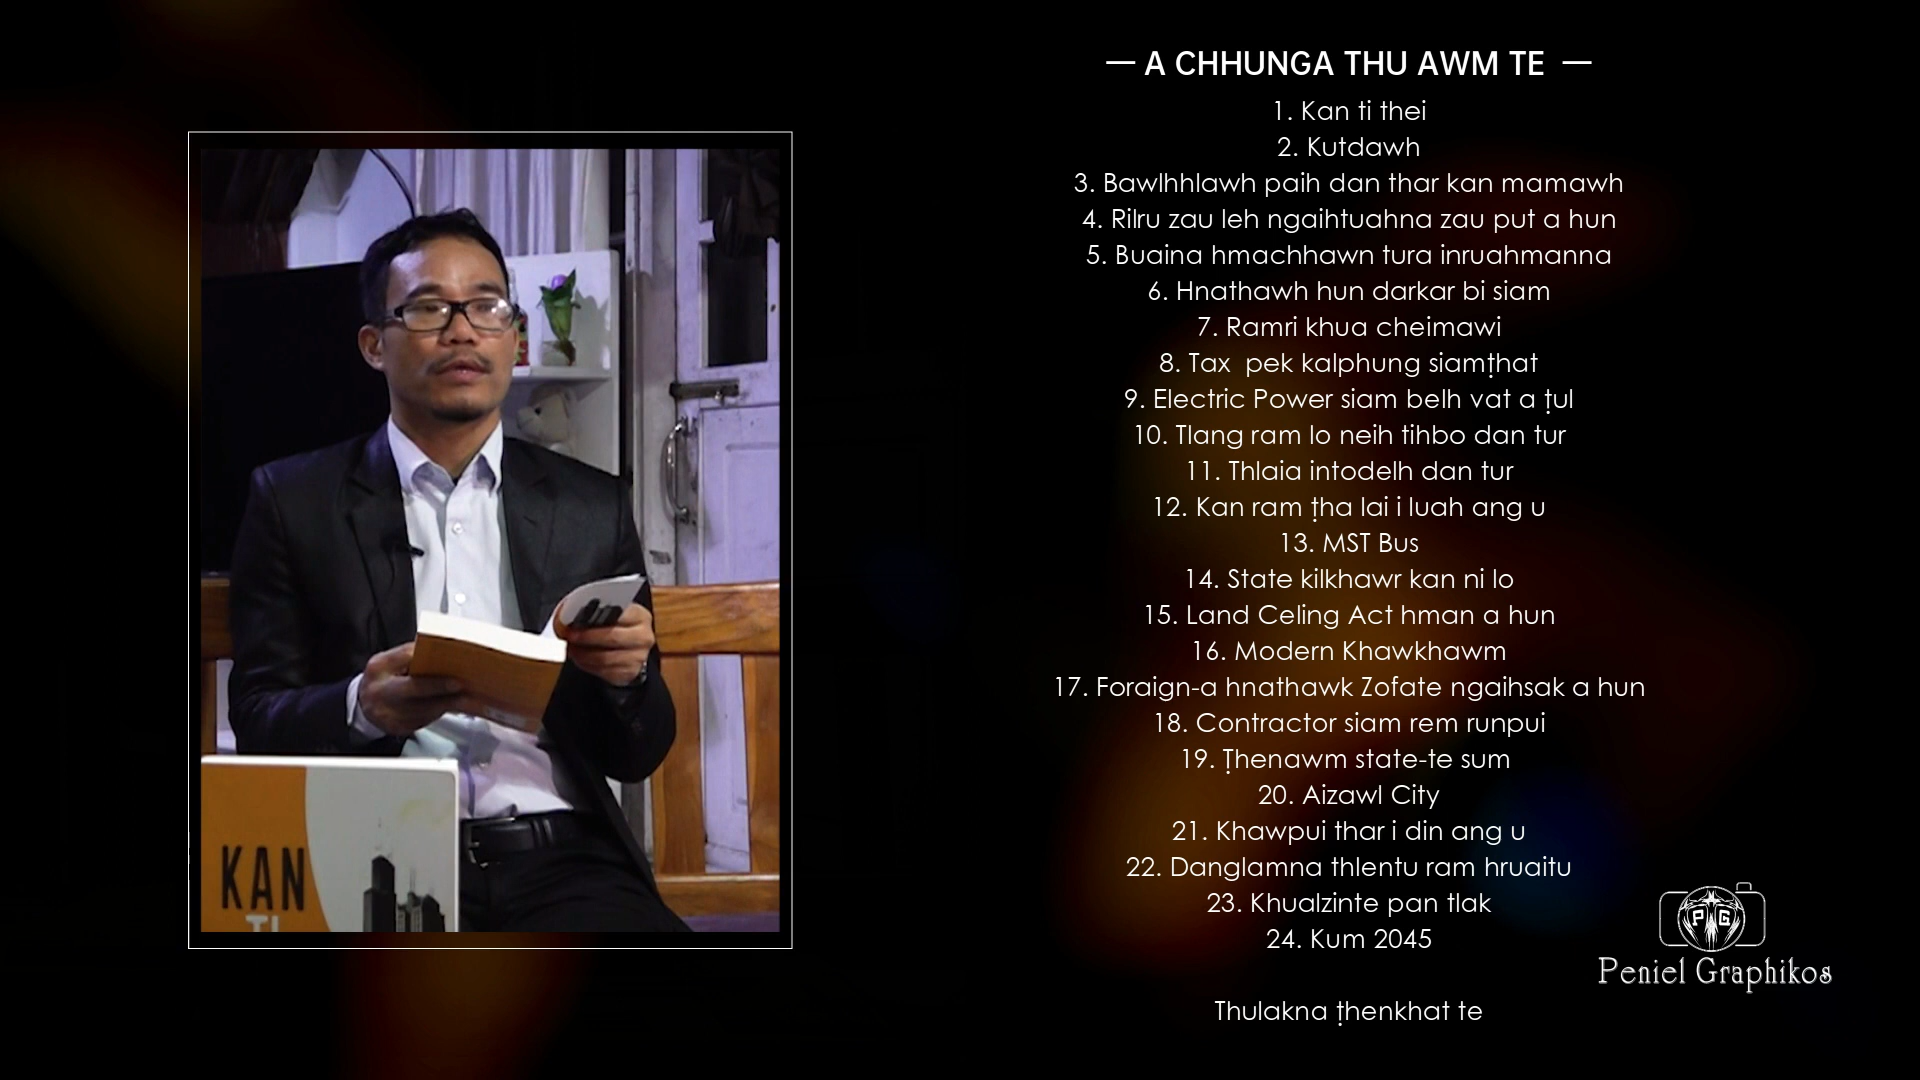 — A CHHUNGA THU AWM TE —
1. Kan ti thei
2. Kutdawh
3. Bawlhhlawh paih dan thar kan mamawh
4. Rilru zau leh ngaihtuahna zau put a hun
5. Buaina hmachhawn tura inruahmanna
6. Hnathawh hun darkar bi siam
7. Ramri khua cheimawi
8. Tax  pek kalphung siamṭhat
9. Electric Power siam belh vat a ṭul
10. Tlang ram lo neih tihbo dan tur
11. Thlaia intodelh dan tur
12. Kan ram ṭha lai i luah ang u
13. MST Bus
14. State kilkhawr kan ni lo
15. Land Celing Act hman a hun
16. Modern Khawkhawm
17. Foraign-a hnathawk Zofate ngaihsak a hun
18. Contractor siam rem runpui
19. Ṭhenawm state-te sum
20. Aizawl City
21. Khawpui thar i din ang u
22. Danglamna thlentu ram hruaitu
23. Khualzinte pan tlak
24. Kum 2045
Thulakna ṭhenkhat te
KAN
TI
PG
Peniel Graphikos